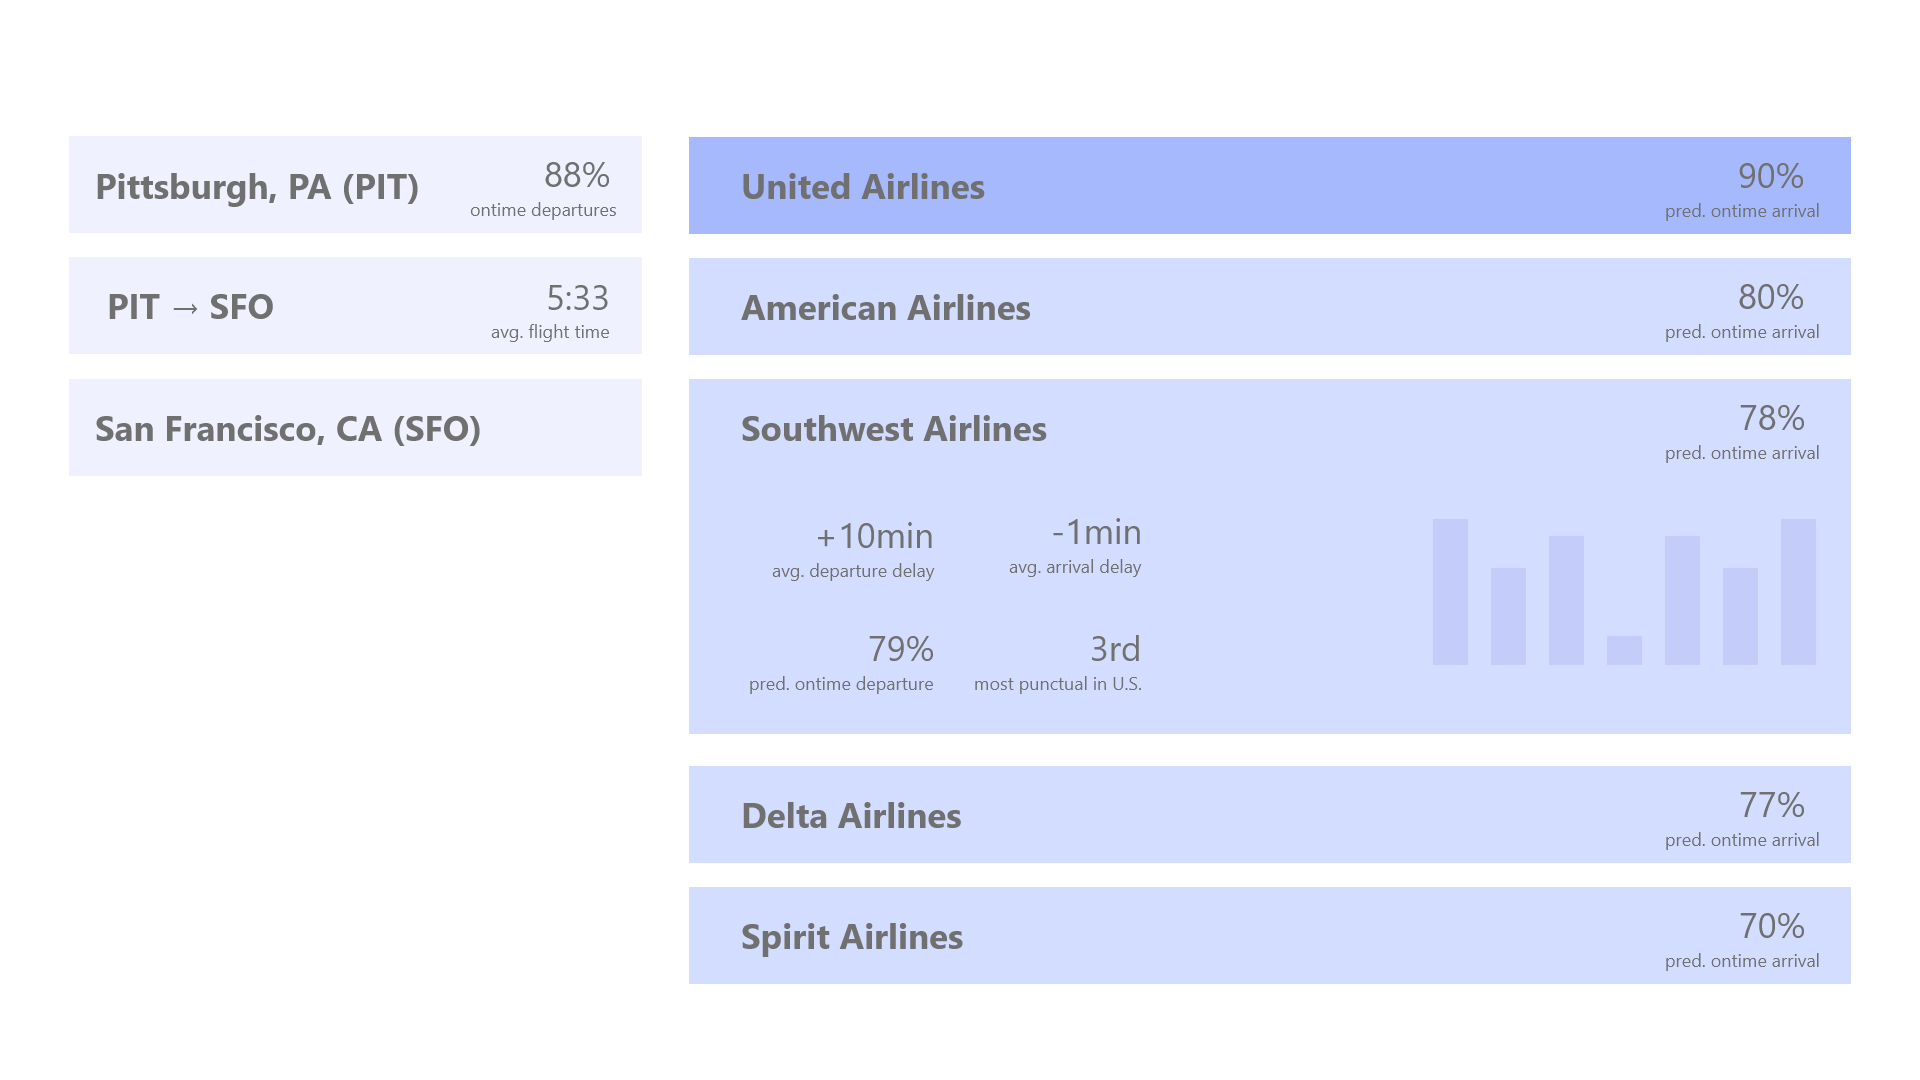 Pittsburgh, PA (PIT)
88%
ontime departures
PIT → SFO
5:33
avg. flight time
San Francisco, CA (SFO)
United Airlines
90%
pred. ontime arrival
American Airlines
80%
pred. ontime arrival
Southwest Airlines
78%
pred. ontime arrival
+10min
avg. departure delay
-1min
avg. arrival delay
79%
pred. ontime departure
3rd
most punctual in U.S.
Delta Airlines
77%
pred. ontime arrival
Spirit Airlines
70%
pred. ontime arrival